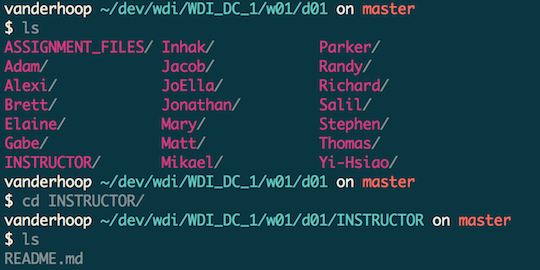 vanderhoop ~/dev/wdi/WDI_DC_1/w01/d01 on master
$ ls
ASSIGNMENT_FILES/ Inhak/ Parker/
Adam/ Jacob/ Randy/
Alexi/ JoElla/ Richard/
Brett/ Jonathan/ Salil/
Elaine/ Mary/ Stephen/
Gabe/ Matt/ Thomas/
INSTRUCTOR/ Mikael/ Yi-Hsiao/
vanderhoop ~/dev/wdi/WDI_DC_1/w01/d01 on master
$ cd INSTRUCTOR/
vanderhoop ~/dev/wdi/WDI_DC_1/w01/d01/INSTRUCTOR on master
$ ls
README.md